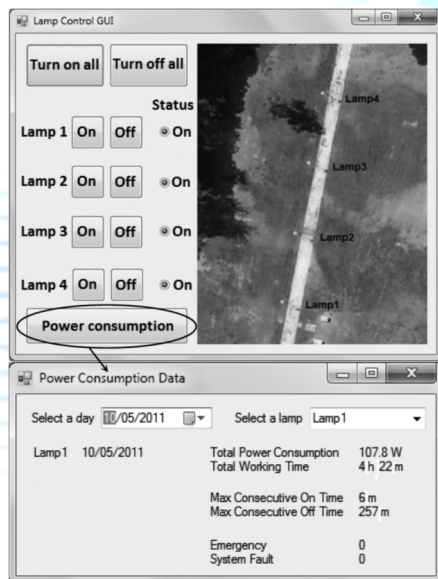 Lamp Control GUI
Turn on all Turn off all
Status
Lamp 1 On Off On
Lamp 2 On Off On
Lamp 3 On Off On
Lamp 4 On Off On
Power consumption
Lamp4
Lamp3
Lamp2
Lamp1
Power Consumption Data
Select a day 10/05/2011 Select a lamp Lamp1
Lamp1 10/05/2011
Total Power Consumption 107.8 W
Total Working Time 4 h 22 m
Max Consecutive On Time 6 m
Max Consecutive Off Time 257 m
Emergency 0
System Fault 0